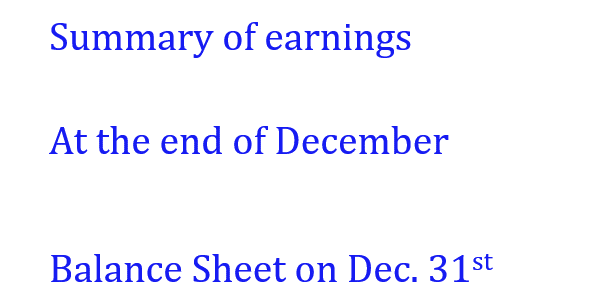 Summary of earnings
At the end of December
Balance Sheet on Dec. 31st